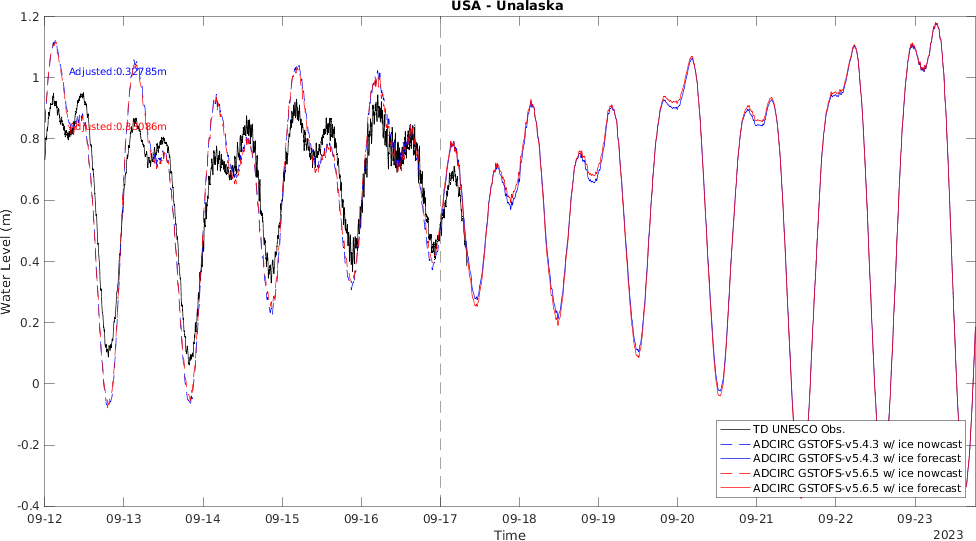 USA - Unalaska
1.2
1
0.8
0.6
0.4
0.2
0
-0.2
-0.4
Water Level (m)
Adjusted:0.32785m
TD UNESCO Obs.
ADCIRC GSTOFS-v5.4.3 w/ ice nowcast
ADCIRC GSTOFS-v5.4.3 w/ ice forecast
ADCIRC GSTOFS-v5.6.5 w/ ice nowcast
ADCIRC GSTOFS-v5.6.5 w/ ice forecast
09-12 09-13 09-14 09-15 09-16 09-17 09-18 09-19 09-20 09-21 09-22 09-23
Time
2023